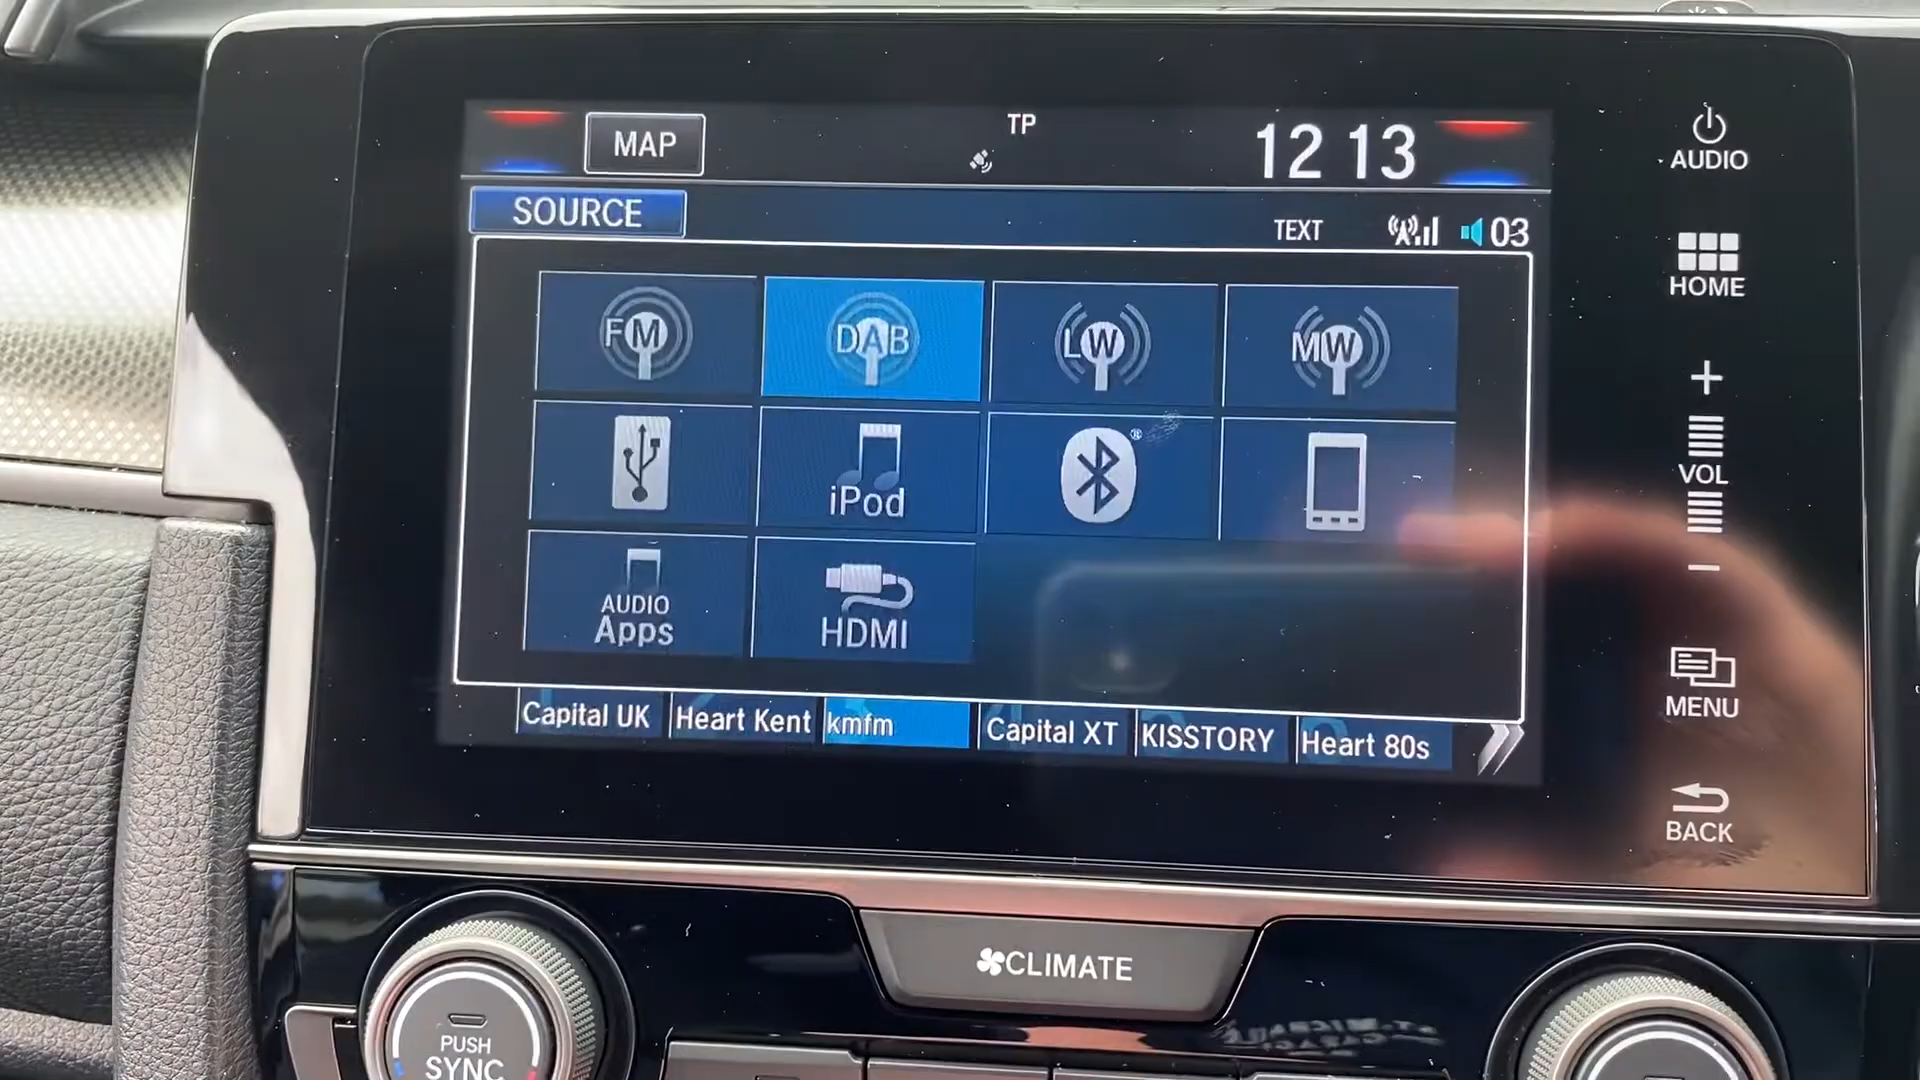 MAP
TP
12 13
SOURCE
TEXT
03
FM
DAB
LW
MW
iPod
®
AUDIO
Apps
HDMI
Capital UK
Heart Kent
kmfm
Capital XT
KISSTORY
Heart 80s
AUDIO
HOME
+
VOL
−
MENU
BACK
CLIMATE
PUSH
SYNC